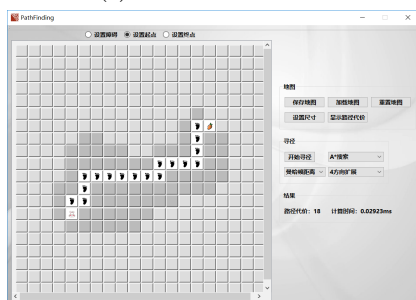 PathFinding
设置障碍 设置起点 设置终点
地图
保存地图 加载地图 重置地图
设置尺寸 显示路径代价
寻径
开始寻径 A*搜索
曼哈顿距离 4方向扩展
结果
路径代价：18 计算时间：0.02923ms